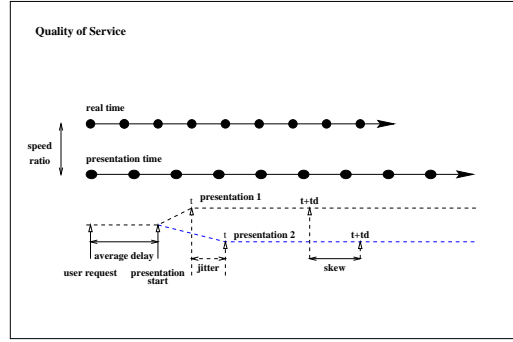 Quality of Service
real time
speed
ratio
presentation time
t presentation 1 t+td
t presentation 2 t+td
average delay
user request presentation
start
jitter skew